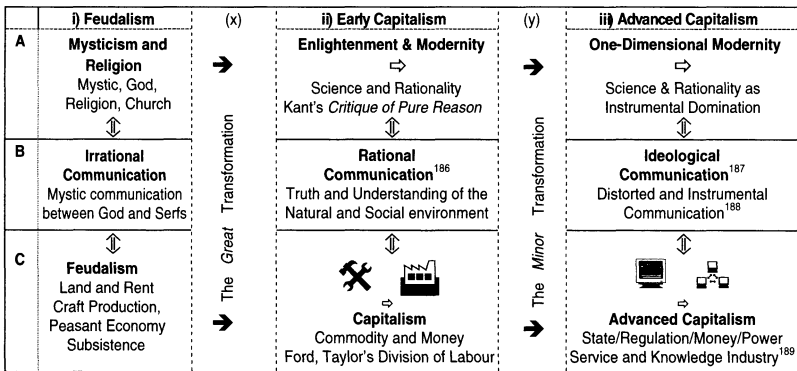 i) Feudalism (x) ii) Early Capitalism (y) iii) Advanced Capitalism
A
Mysticism and
Religion
Mystic, God,
Religion, Church
Enlightenment & Modernity
Science and Rationality
Kant's Critique of Pure Reason
One-Dimensional Modernity
Science & Rationality as
Instrumental Domination
B
Irrational
Communication
Mystic communication
between God and Serfs
Rational
Communication186
Truth and Understanding of the
Natural and Social environment
Ideological
Communication187
Distorted and Instrumental
Communication188
C
Feudalism
Land and Rent
Craft Production,
Peasant Economy
Subsistence
The Great Transformation
Capitalism
Commodity and Money
Ford, Taylor's Division of Labour
The Minor Transformation
Advanced Capitalism
State/Regulation/Money/Power
Service and Knowledge Industry189